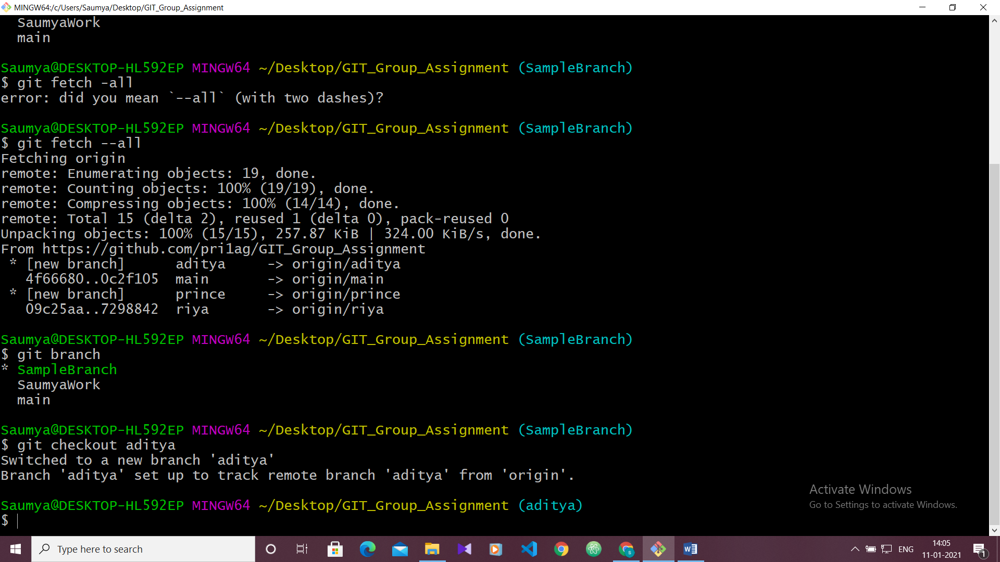 MINGW64:/c/Users/Saumya/Desktop/GIT_Group_Assignment
  SaumyaWork
  main
Saumya@DESKTOP-HL592EP MINGW64 ~/Desktop/GIT_Group_Assignment (SampleBranch)
$ git fetch -all
error: did you mean `--all` (with two dashes)?
Saumya@DESKTOP-HL592EP MINGW64 ~/Desktop/GIT_Group_Assignment (SampleBranch)
$ git fetch --all
Fetching origin
remote: Enumerating objects: 19, done.
remote: Counting objects: 100% (19/19), done.
remote: Compressing objects: 100% (14/14), done.
remote: Total 15 (delta 2), reused 1 (delta 0), pack-reused 0
Unpacking objects: 100% (15/15), 257.87 KiB | 324.00 KiB/s, done.
From https://github.com/pri1ag/GIT_Group_Assignment
 * [new branch]      aditya     -> origin/aditya
   4f66680..0c2f105  main       -> origin/main
 * [new branch]      prince     -> origin/prince
   09c25aa..7298842  riya       -> origin/riya
Saumya@DESKTOP-HL592EP MINGW64 ~/Desktop/GIT_Group_Assignment (SampleBranch)
$ git branch
* SampleBranch
  SaumyaWork
  main
Saumya@DESKTOP-HL592EP MINGW64 ~/Desktop/GIT_Group_Assignment (SampleBranch)
$ git checkout aditya
Switched to a new branch 'aditya'
Branch 'aditya' set up to track remote branch 'aditya' from 'origin'.
Saumya@DESKTOP-HL592EP MINGW64 ~/Desktop/GIT_Group_Assignment (aditya)
$
Activate Windows
Go to Settings to activate Windows.
Type here to search
ENG
14:05
11-01-2021
1